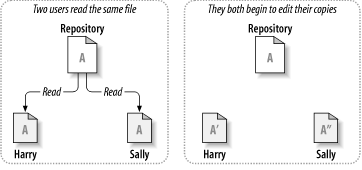 Two users read the same file
Repository
A
Read Read
A A
Harry Sally
They both begin to edit their copies
Repository
A
A' A"
Harry Sally